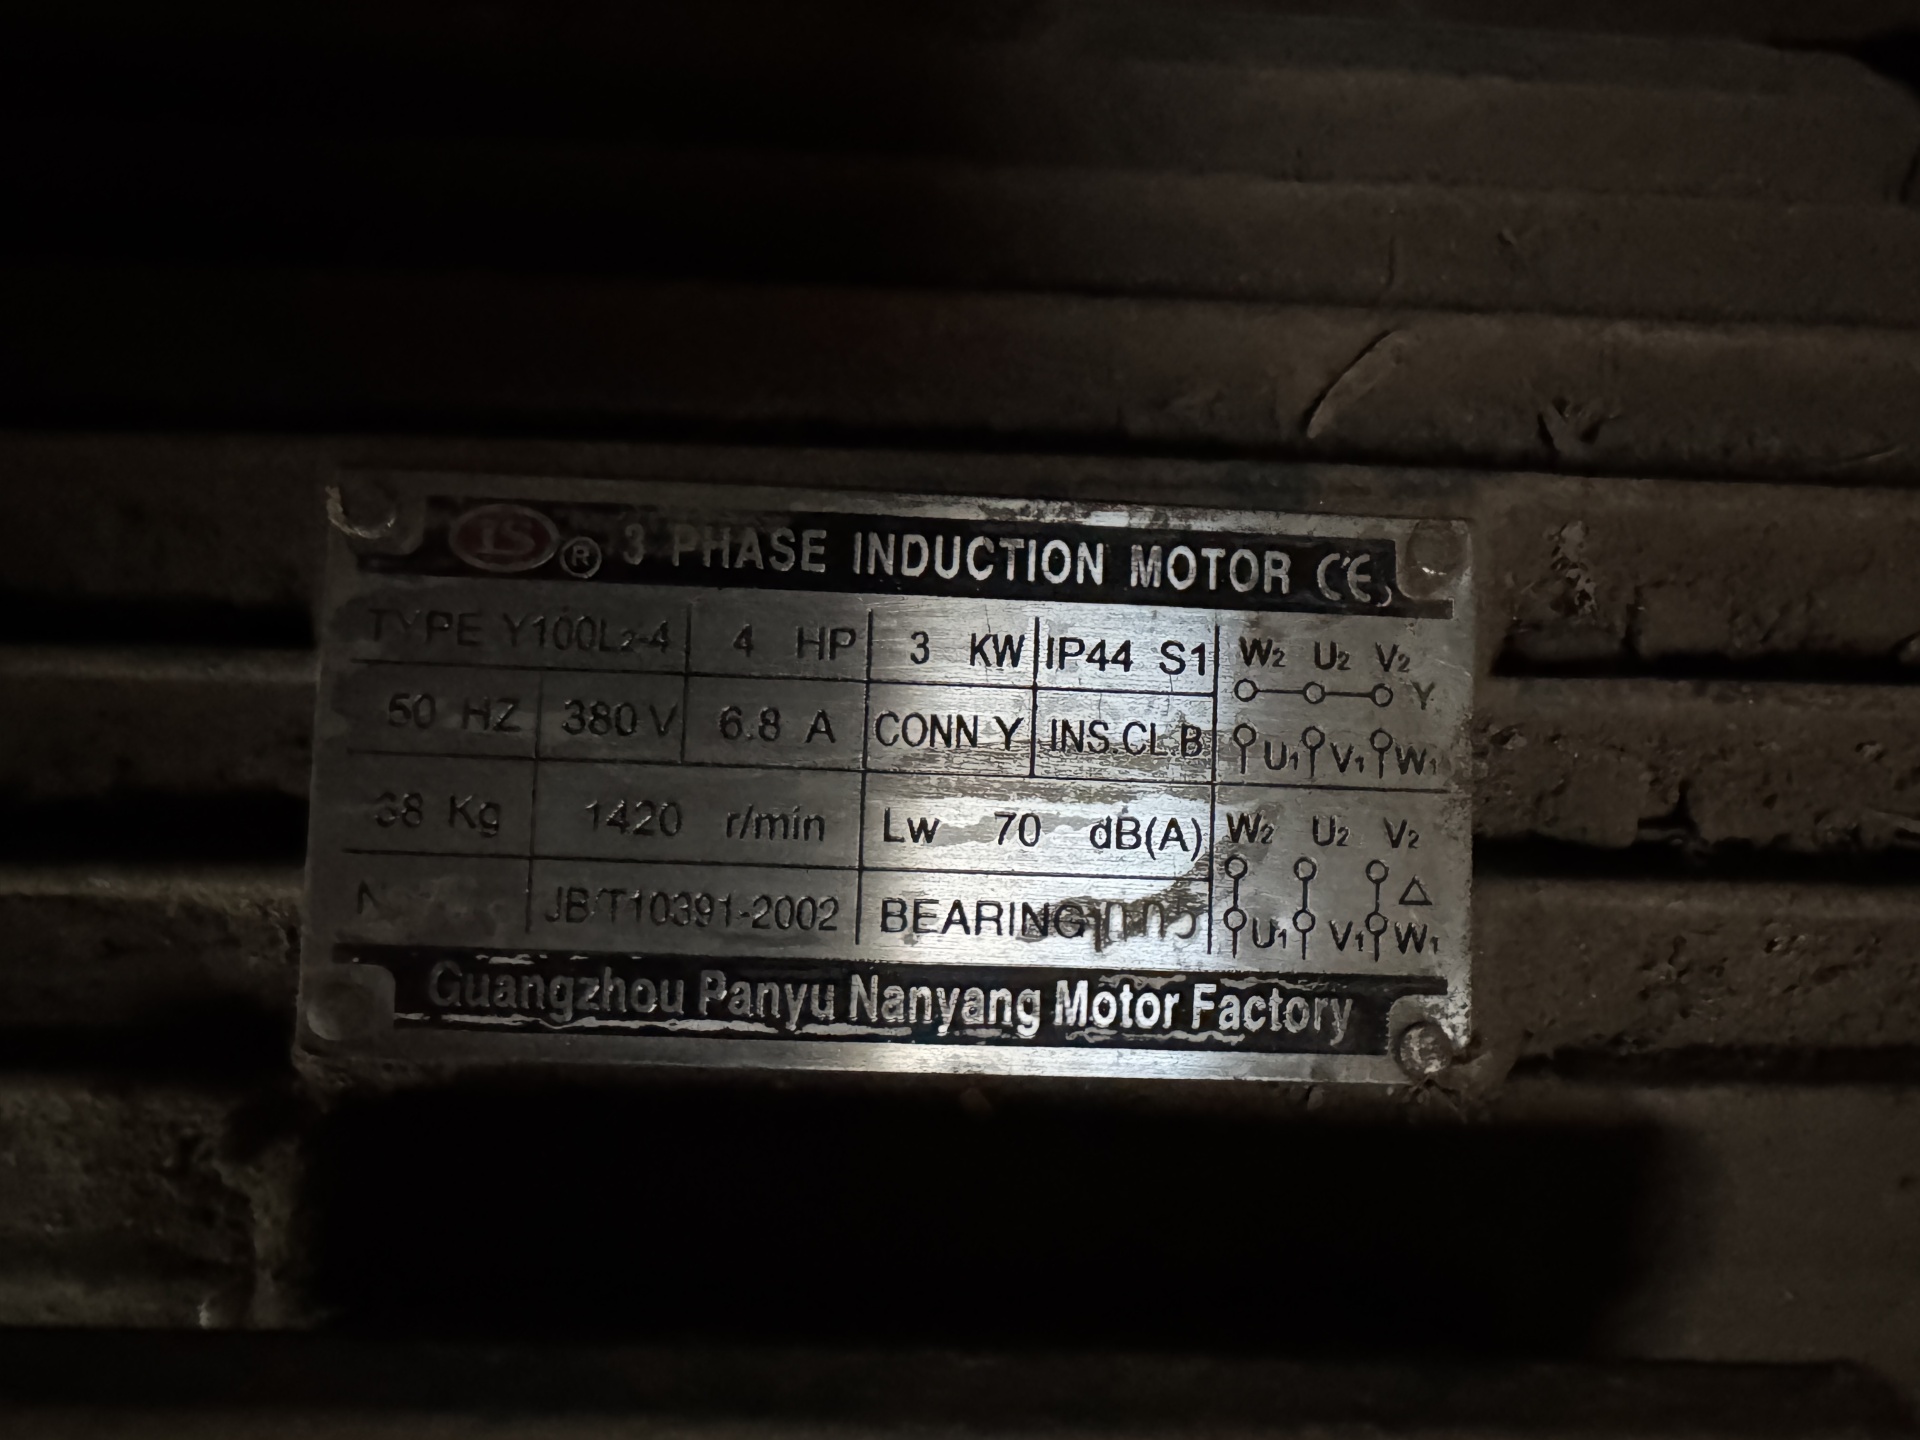 LS ® 3 PHASE INDUCTION MOTOR CE
TYPE Y100L2-4 4 HP 3 KW IP44 S1
50 HZ 380 V 6.8 A CONN Y INS.CL.B
38 Kg 1420 r/min Lw 70 dB(A)
JB/T10391-2002 BEARING
W2 U2 V2
Y
U1 V1 W1
W2 U2 V2
△
U1 V1 W1
Guangzhou Panyu Nanyang Motor Factory